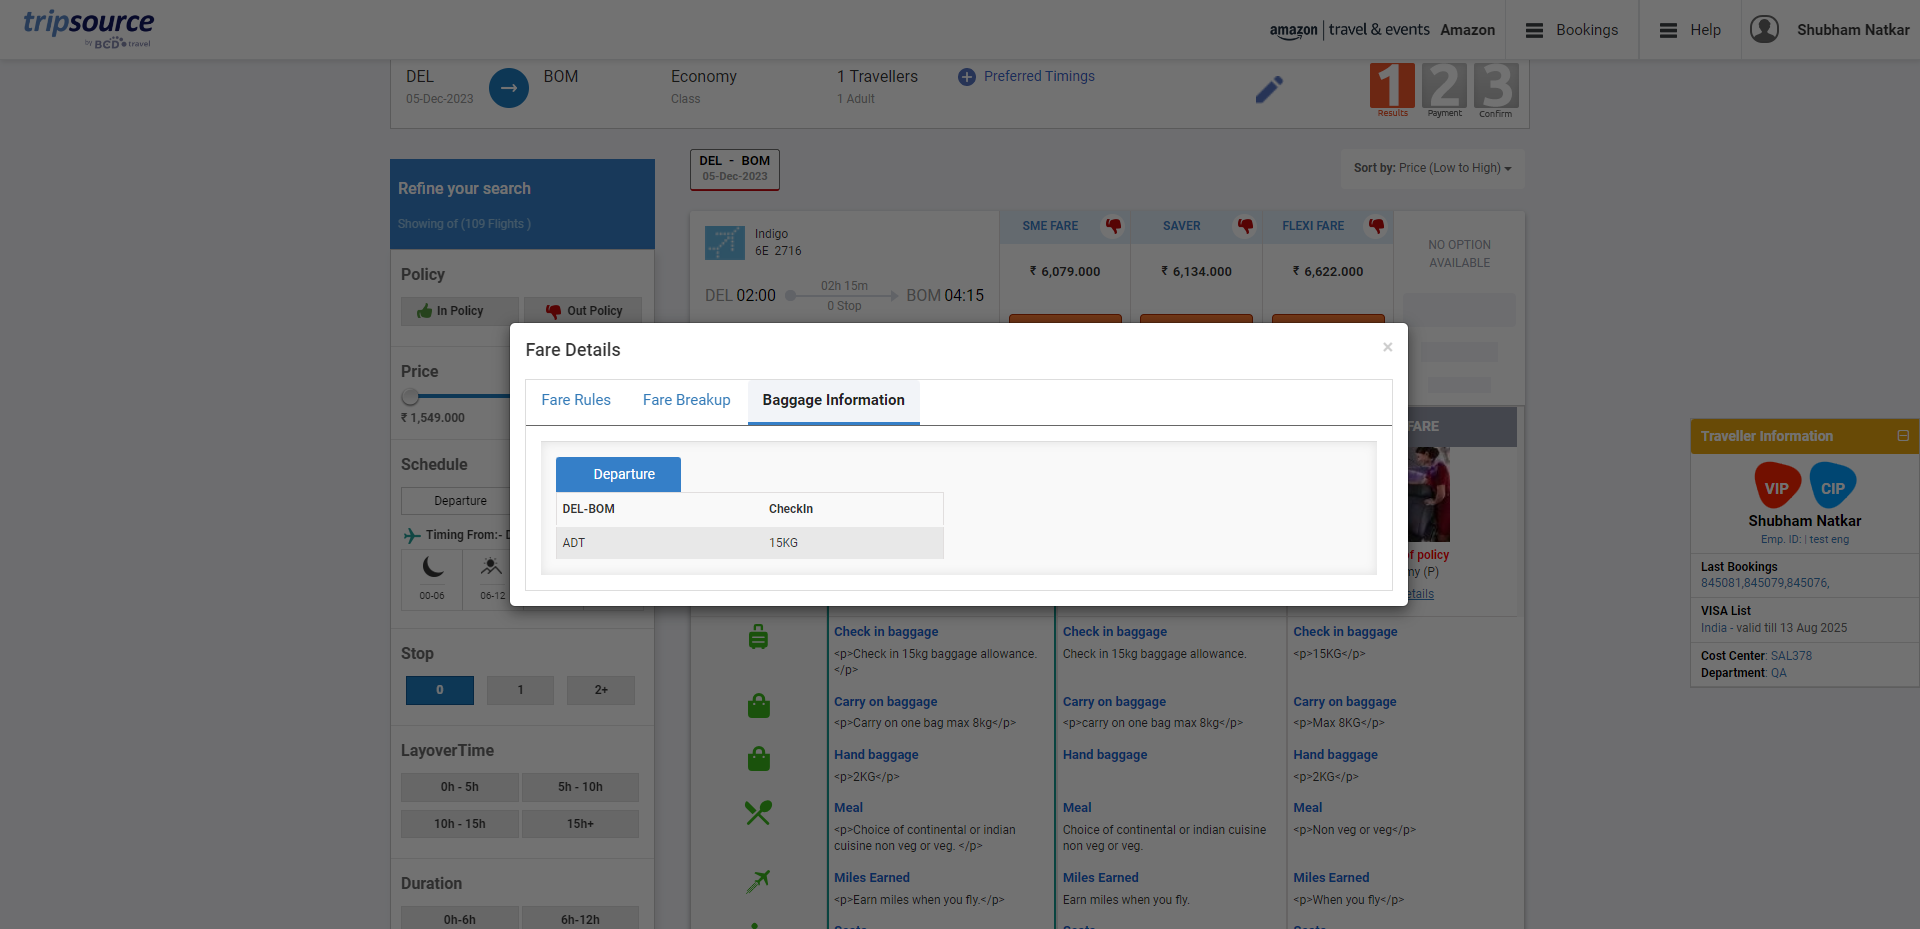 tripsource
by BCD travel
amazon | travel & events Amazon
Bookings
Help
Shubham Natkar
DEL
05-Dec-2023
BOM
Economy
Class
1 Travellers
1 Adult
Preferred Timings
1 2 3
Results Payment Confirm
Refine your search
Showing of (109 Flights )
Policy
In Policy
Out Policy
Price
₹ 1,549.000
Schedule
Departure
Timing From:-
00-06
06-12
Stop
0
1
2+
LayoverTime
0h - 5h
5h - 10h
10h - 15h
15h+
Duration
0h-6h
6h-12h
DEL - BOM
05-Dec-2023
Sort by: Price (Low to High)
Indigo
6E 2716
DEL 02:00
02h 15m
0 Stop
BOM 04:15
SME FARE
₹ 6,079.000
SAVER
₹ 6,134.000
FLEXI FARE
₹ 6,622.000
NO OPTION
AVAILABLE
Fare Details
×
Fare Rules
Fare Breakup
Baggage Information
Departure
DEL-BOM CheckIn
ADT 15KG
FARE
f policy
my (P)
etails
Check in baggage
<p>Check in 15kg baggage allowance.
</p>
Carry on baggage
<p>Carry on one bag max 8kg</p>
Hand baggage
<p>2KG</p>
Meal
<p>Choice of continental or indian
cuisine non veg or veg. </p>
Miles Earned
<p>Earn miles when you fly.</p>
Check in baggage
Check in 15kg baggage allowance.
Carry on baggage
<p>carry on one bag max 8kg</p>
Hand baggage
Meal
Choice of continental or indian cuisine
non veg or veg.
Miles Earned
Earn miles when you fly.
Check in baggage
<p>15KG</p>
Carry on baggage
<p>Max 8KG</p>
Hand baggage
<p>2KG</p>
Meal
<p>Non veg or veg</p>
Miles Earned
<p>When you fly</p>
Traveller Information
VIP
CIP
Shubham Natkar
Emp. ID: | test eng
Last Bookings
845081,845079,845076,
VISA List
India - valid till 13 Aug 2025
Cost Center: SAL378
Department: QA